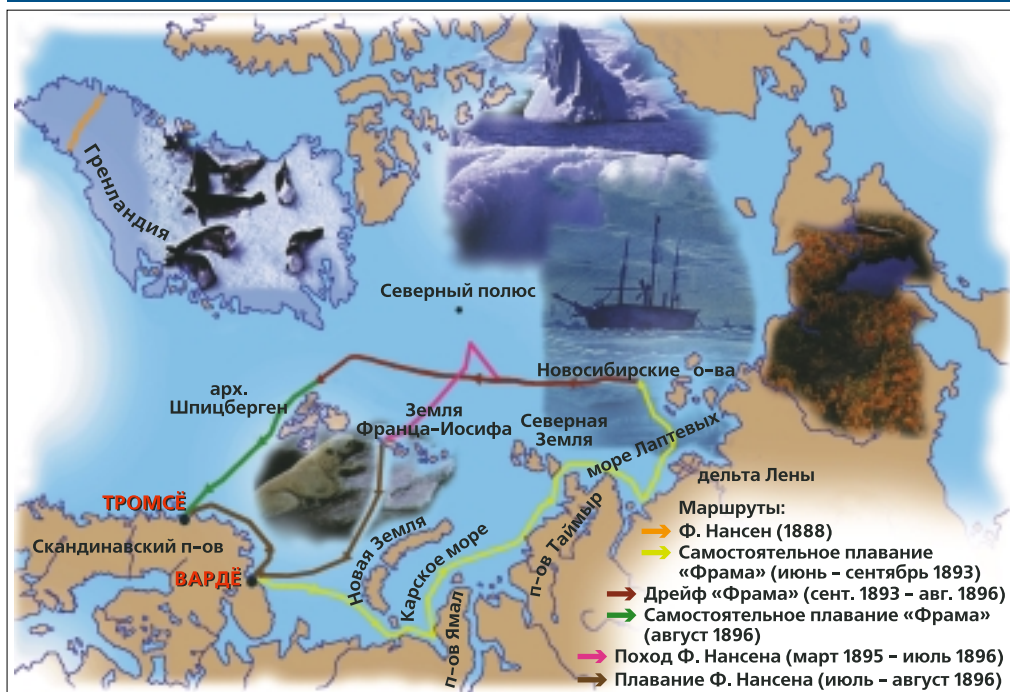 Гренландия
Северный полюс
Новосибирские о-ва
арх.
Шпицберген
Земля
Франца-Иосифа
Северная
Земля
море Лаптевых
дельта Лены
ТРОМСЁ
Скандинавский п-ов
ВАРДЁ
Новая Земля
Карское море
п-ов Ямал
п-ов Таймыр
Маршруты:
Ф. Нансен (1888)
Самостоятельное плавание
«Фрама» (июнь – сентябрь 1893)
Дрейф «Фрама» (сент. 1893 – авг. 1896)
Самостоятельное плавание «Фрама»
(август 1896)
Поход Ф. Нансена (март 1895 – июль 1896)
Плавание Ф. Нансена (июль – август 1896)